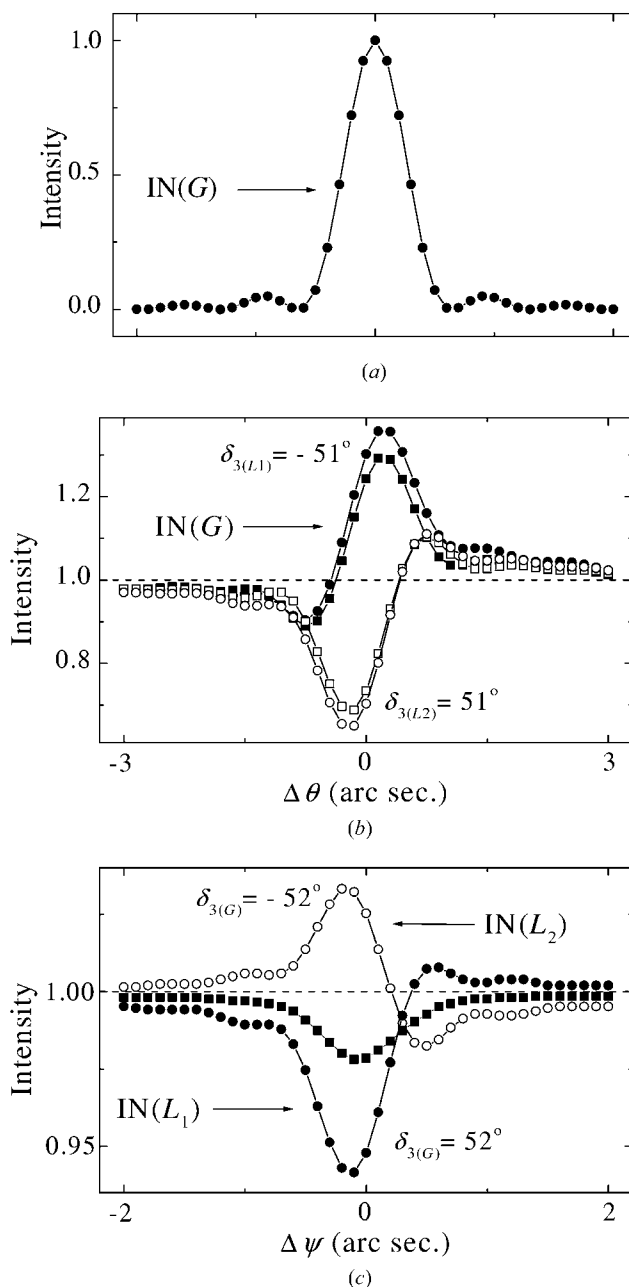 1.0
Intensity
IN(G)
0.5
0.0
(a)
δ3(L1)= - 51°
1.2
IN(G)
Intensity
1.0
0.8
δ3(L2)= 51°
-3 0 3
Δ θ (arc sec.)
(b)
δ3(G)= - 52°
IN(L2)
1.00
Intensity
IN(L1)
δ3(G)= 52°
0.95
-2 0 2
Δ ψ (arc sec.)
(c)